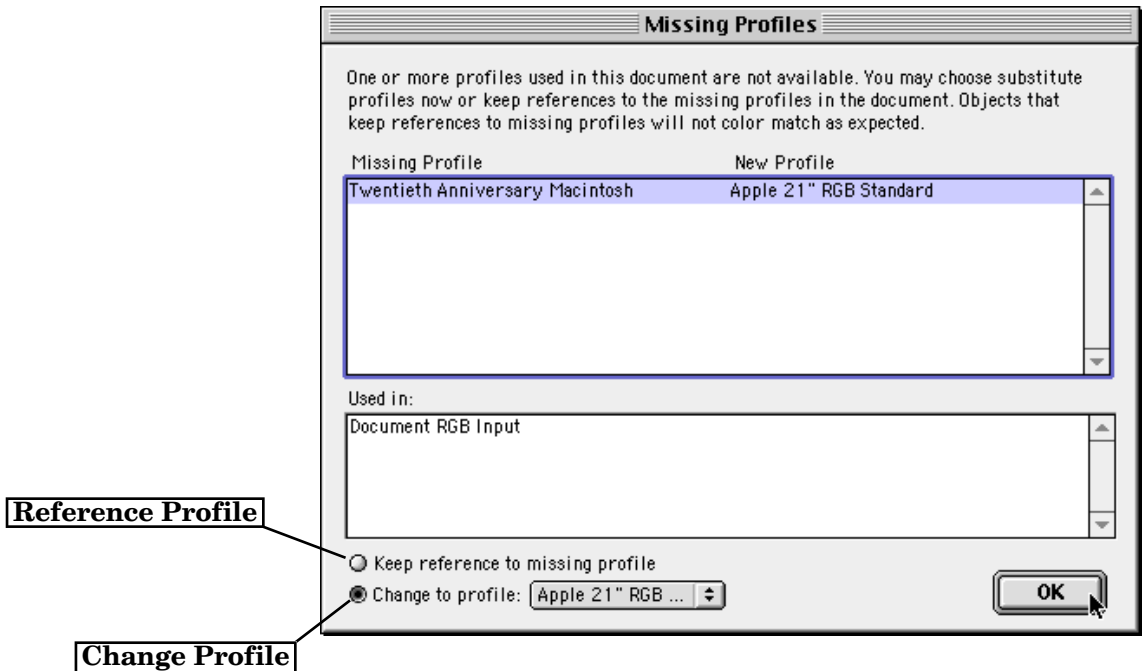 Missing Profiles
One or more profiles used in this document are not available. You may choose substitute
profiles now or keep references to the missing profiles in the document. Objects that
keep references to missing profiles will not color match as expected.
Missing Profile New Profile
Twentieth Anniversary Macintosh Apple 21" RGB Standard
Used in:
Document RGB Input
Reference Profile
Keep reference to missing profile
Change to profile: Apple 21" RGB ...
OK
Change Profile